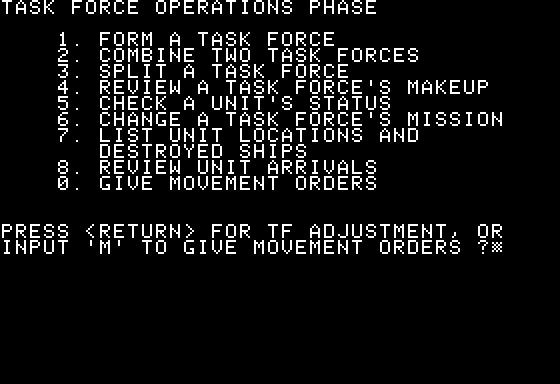 TASK FORCE OPERATIONS PHASE
1. FORM A TASK FORCE
2. COMBINE TWO TASK FORCES
3. SPLIT A TASK FORCE
4. REVIEW A TASK FORCE'S MAKEUP
5. CHECK A UNIT'S STATUS
6. CHANGE A TASK FORCE'S MISSION
7. LIST UNIT LOCATIONS AND
DESTROYED SHIPS
8. REVIEW UNIT ARRIVALS
0. GIVE MOVEMENT ORDERS
PRESS <RETURN> FOR TF ADJUSTMENT, OR
INPUT 'M' TO GIVE MOVEMENT ORDERS ?